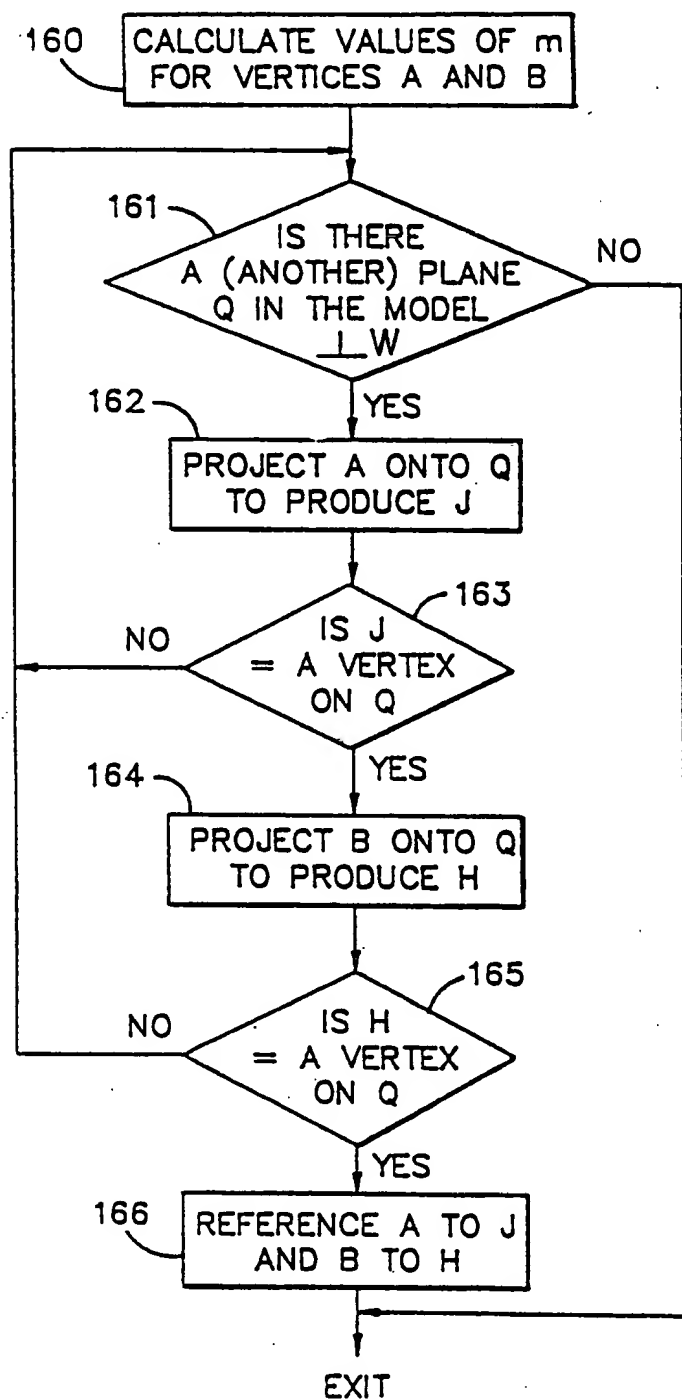 160
CALCULATE VALUES OF m
FOR VERTICES A AND B
161
IS THERE
A (ANOTHER) PLANE
Q IN THE MODEL
⊥ W
NO
YES
162
PROJECT A ONTO Q
TO PRODUCE J
163
IS J
= A VERTEX
ON Q
NO
YES
164
PROJECT B ONTO Q
TO PRODUCE H
165
IS H
= A VERTEX
ON Q
NO
YES
166
REFERENCE A TO J
AND B TO H
EXIT